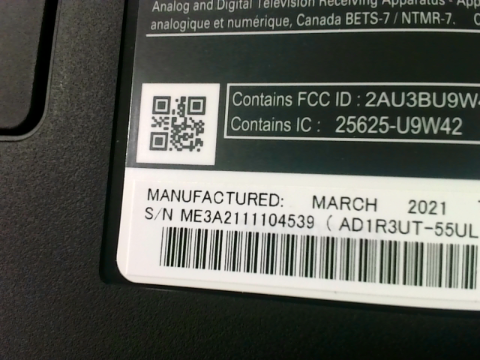 Analog and Digital Television Receiving Apparatus -
analogique et numérique, Canada BETS-7 / NTMR-7.
Contains FCC ID : 2AU3BU9W
Contains IC : 25625-U9W42
MANUFACTURED: MARCH 2021
S/N ME3A2111104539 ( AD1R3UT-55UL